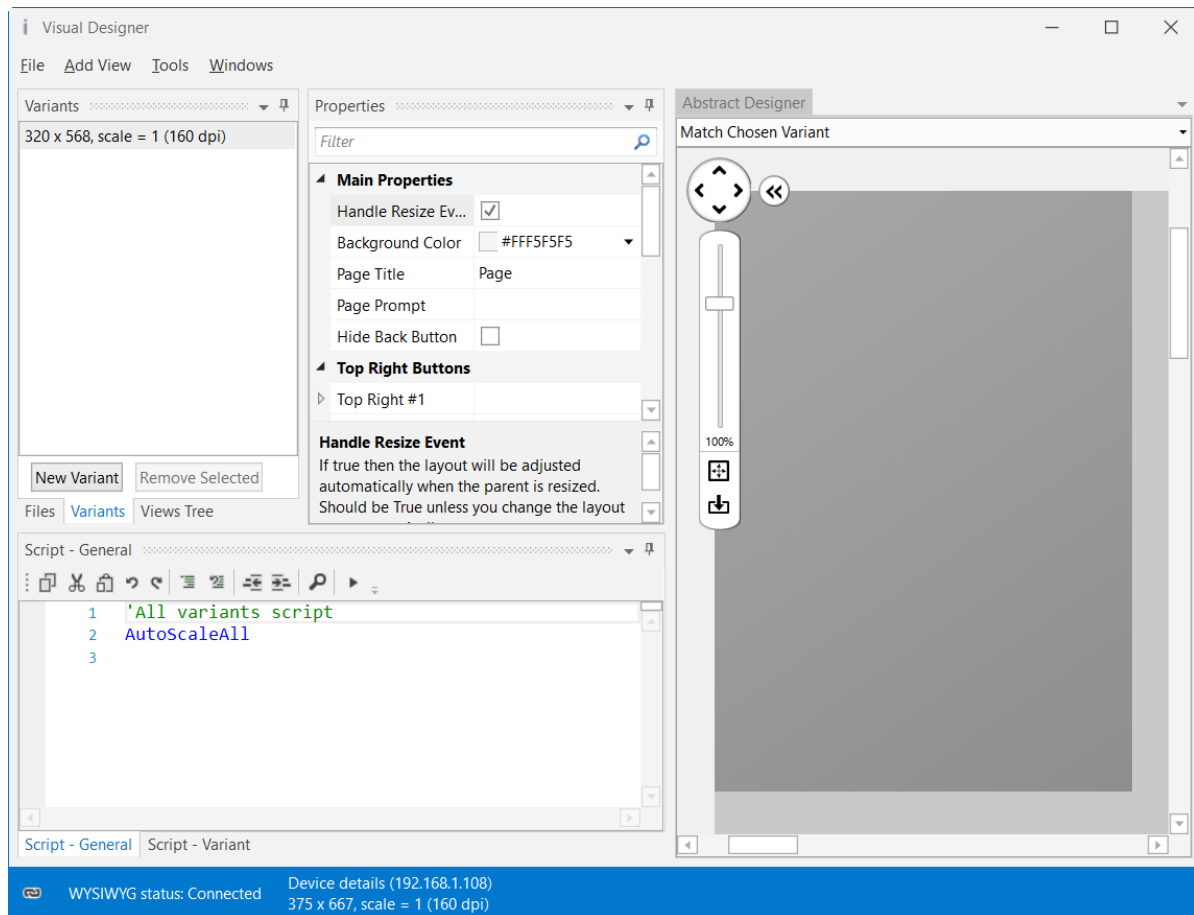 Visual Designer
File Add View Tools Windows
Variants
320 x 568, scale = 1 (160 dpi)
New Variant Remove Selected
Files Variants Views Tree
Properties
Filter
Main Properties
Handle Resize Ev...
Background Color #FFF5F5F5
Page Title Page
Page Prompt
Hide Back Button
Top Right Buttons
Top Right #1
Handle Resize Event
If true then the layout will be adjusted
automatically when the parent is resized.
Should be True unless you change the layout
Abstract Designer
Match Chosen Variant
100%
Script - General
1 'All variants script
2 AutoScaleAll
3
Script - General Script - Variant
WYSIWYG status: Connected
Device details (192.168.1.108)
375 x 667, scale = 1 (160 dpi)